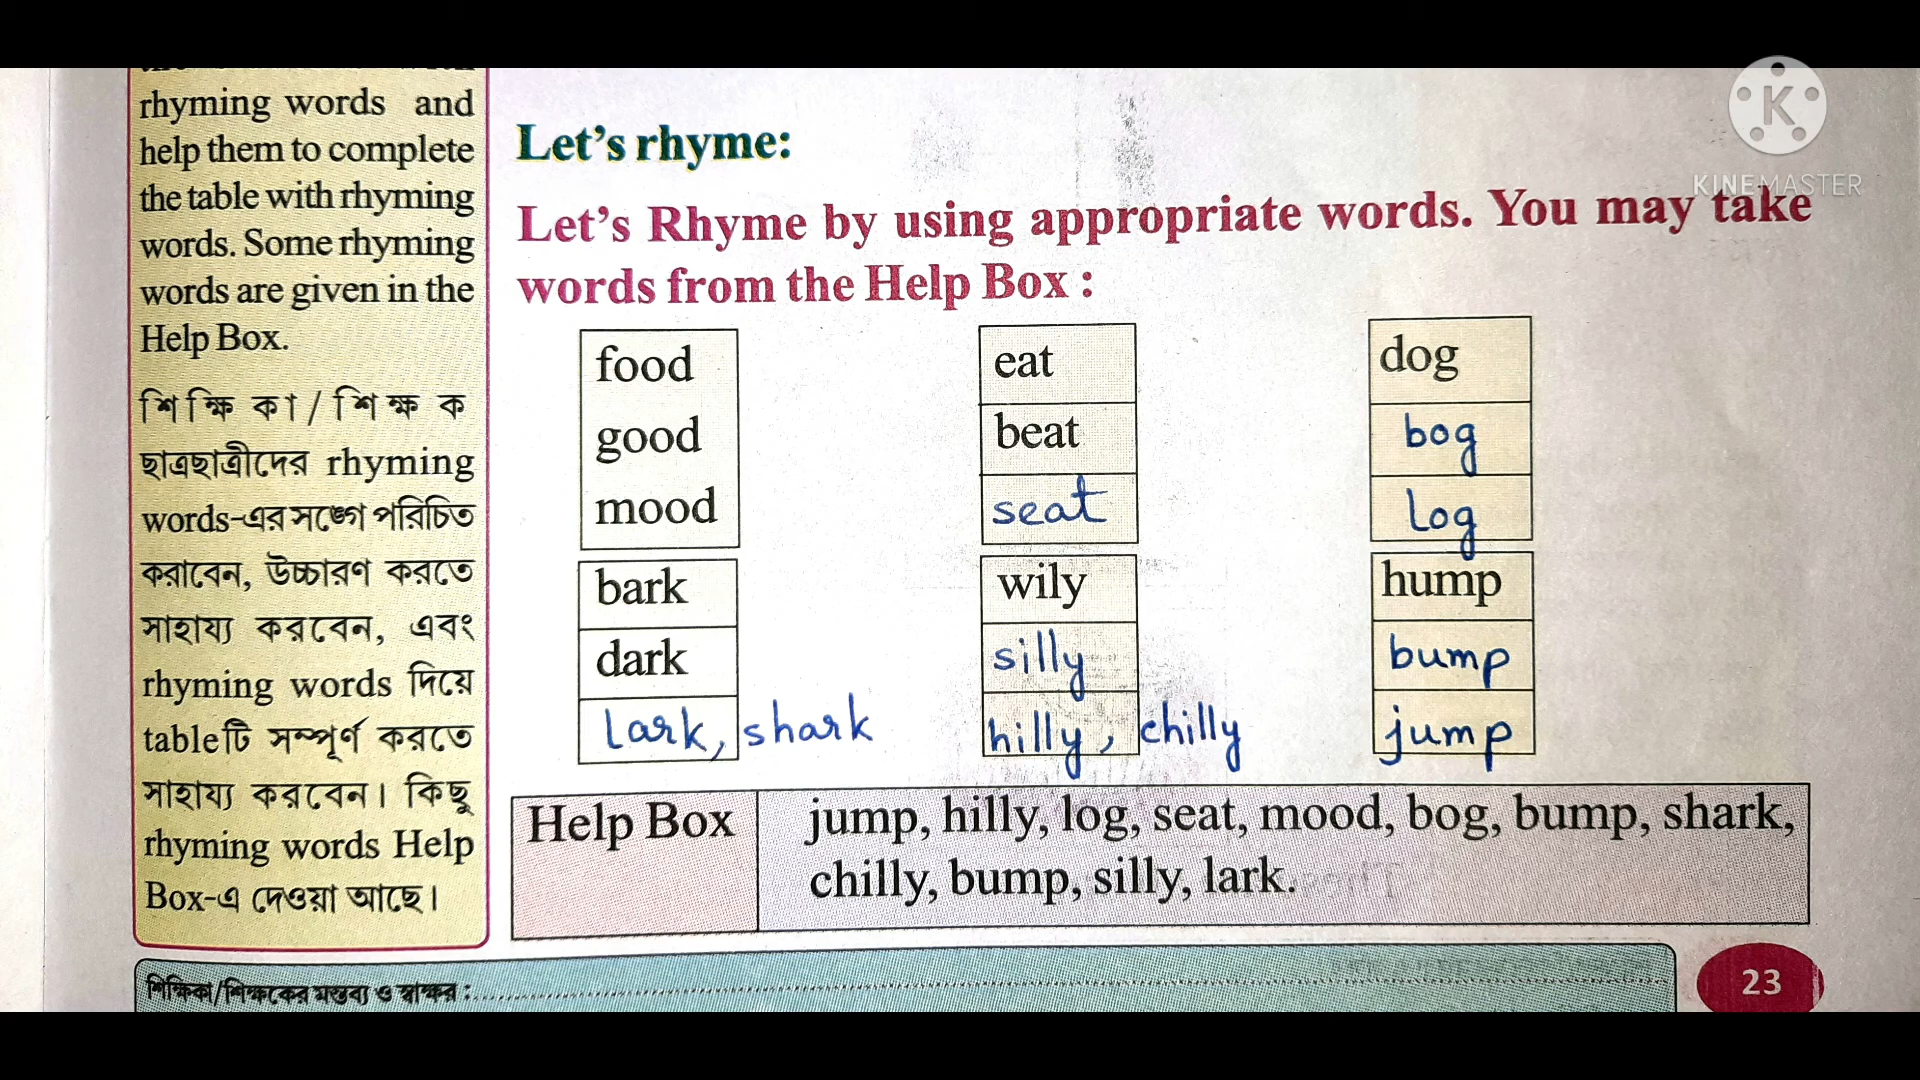 rhyming words and
help them to complete
the table with rhyming
words. Some rhyming
words are given in the
Help Box.
শিক্ষিকা/শিক্ষক
ছাত্রছাত্রীদের rhyming
words-এর সঙ্গে পরিচিত
করাবেন, উচ্চারণ করতে
সাহায্য করবেন, এবং
rhyming words দিয়ে
tableটি সম্পূর্ণ করতে
সাহায্য করবেন। কিছু
rhyming words Help
Box-এ দেওয়া আছে।
Let's rhyme:
Let's Rhyme by using appropriate words. You may take
words from the Help Box :
food
good
mood
eat
beat
seat
dog
bog
log
bark
dark
lark, shark
wily
silly
hilly, chilly
hump
bump
jump
Help Box
jump, hilly, log, seat, mood, bog, bump, shark,
chilly, bump, silly, lark.
শিক্ষিকা/শিক্ষকের মন্তব্য ও স্বাক্ষর :
23
K
KINEMASTER